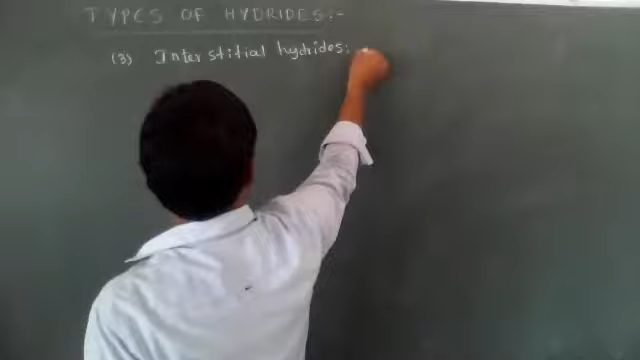 TYPES OF HYDRIDES:-
(3) Interstitial hydrides: